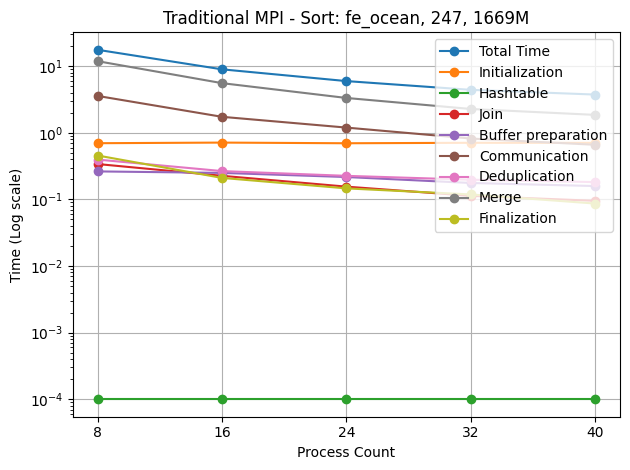 Traditional MPI - Sort: fe_ocean, 247, 1669M
Time (Log scale)
10¹
10⁰
10⁻¹
10⁻²
10⁻³
10⁻⁴
Total Time
Initialization
Hashtable
Join
Buffer preparation
Communication
Deduplication
Merge
Finalization
8 16 24 32 40
Process Count